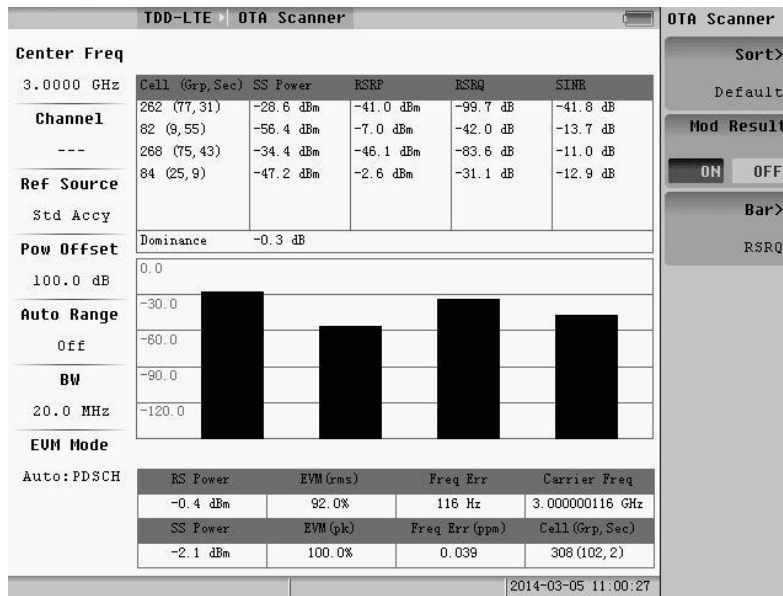 TDD-LTE OTA Scanner
OTA Scanner
Center Freq
3.0000 GHz
Channel
---
Ref Source
Std Accy
Pow Offset
100.0 dB
Auto Range
Off
BW
20.0 MHz
EVM Mode
Auto:PDSCH
Cell (Grp,Sec) SS Power RSRP RSRQ SINR
262 (77,31) -28.6 dBm -41.0 dBm -99.7 dB -41.8 dB
82 (9,55) -56.4 dBm -7.0 dBm -42.0 dB -13.7 dB
268 (75,43) -34.4 dBm -46.1 dBm -83.6 dB -11.0 dB
84 (25,9) -47.2 dBm -2.6 dBm -31.1 dB -12.9 dB
Dominance -0.3 dB
0.0
-30.0
-60.0
-90.0
-120.0
RS Power EVM(rms) Freq Err Carrier Freq
-0.4 dBm 92.0% 116 Hz 3.000000116 GHz
SS Power EVM(pk) Freq Err(ppm) Cell(Grp,Sec)
-2.1 dBm 100.0% 0.039 308(102,2)
Sort>
Default
Mod Result
ON OFF
Bar>
RSRQ
2014-03-05 11:00:27